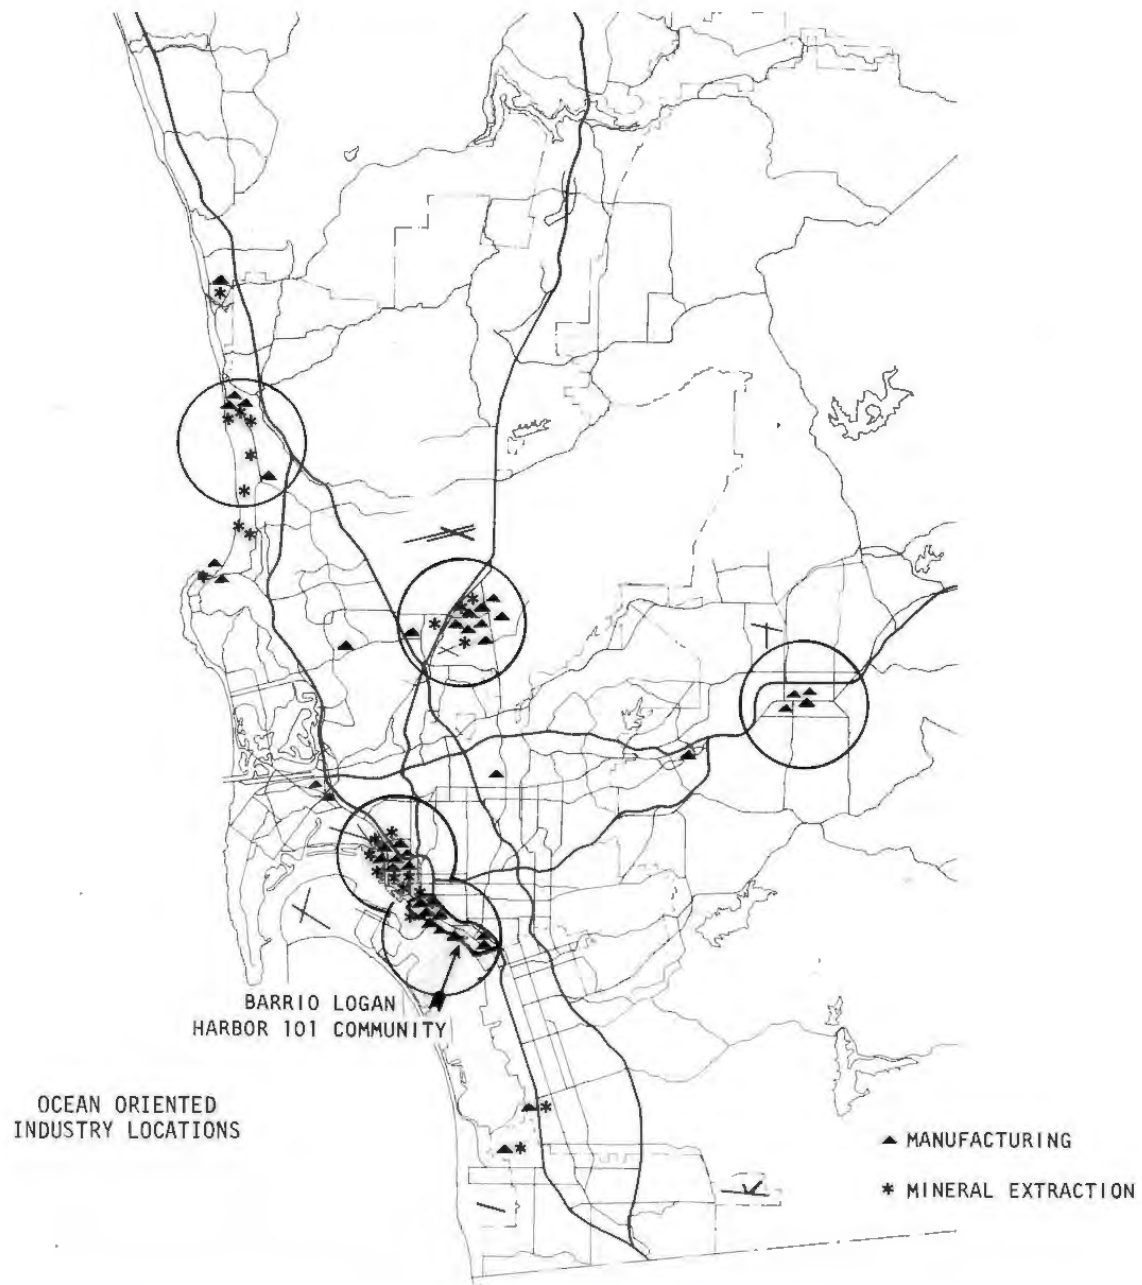 BARRIO LOGAN
HARBOR 101 COMMUNITY
OCEAN ORIENTED
INDUSTRY LOCATIONS
MANUFACTURING
MINERAL EXTRACTION